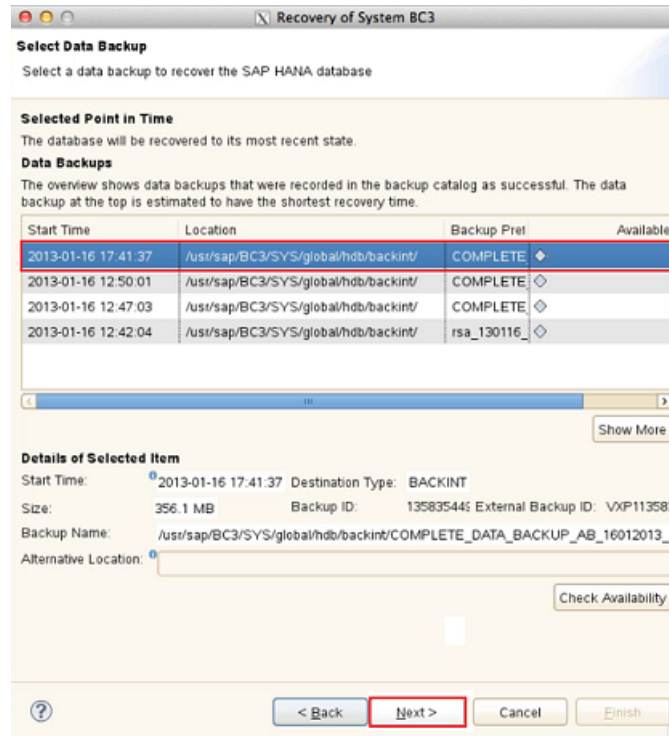 Recovery of System BC3
Select Data Backup
Select a data backup to recover the SAP HANA database
Selected Point in Time
The database will be recovered to its most recent state.
Data Backups
The overview shows data backups that were recorded in the backup catalog as successful. The data
backup at the top is estimated to have the shortest recovery time.
Start Time Location Backup Pref Available
2013-01-16 17:41:37 /usr/sap/BC3/SYS/global/hdb/backint/ COMPLETE_
2013-01-16 12:50:01 /usr/sap/BC3/SYS/global/hdb/backint/ COMPLETE_
2013-01-16 12:47:03 /usr/sap/BC3/SYS/global/hdb/backint/ COMPLETE_
2013-01-16 12:42:04 /usr/sap/BC3/SYS/global/hdb/backint/ rsa_130116_
Show More
Details of Selected Item
Start Time: 2013-01-16 17:41:37 Destination Type: BACKINT
Size: 356.1 MB Backup ID: 135835449 External Backup ID: VXP11358
Backup Name: /usr/sap/BC3/SYS/global/hdb/backint/COMPLETE_DATA_BACKUP_AB_16012013_
Alternative Location:
Check Availability
< Back Next > Cancel Finish